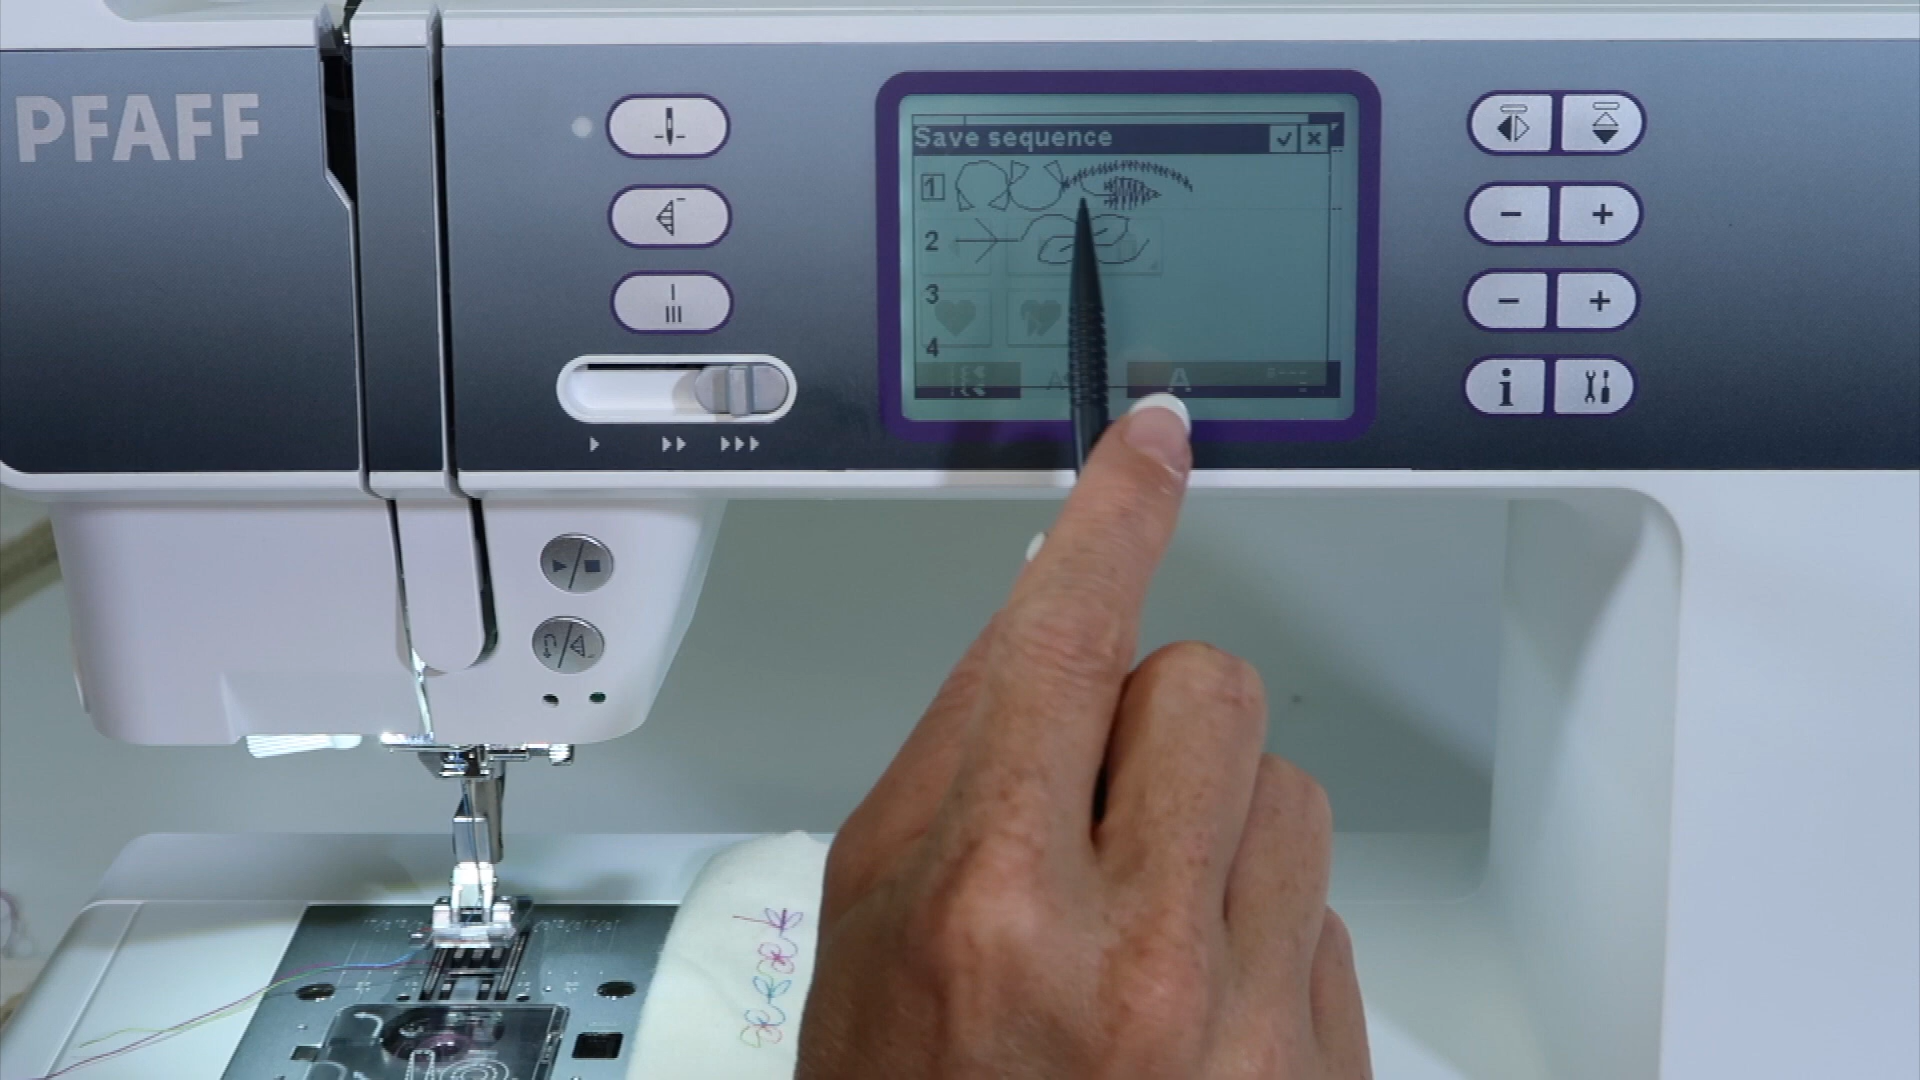 PFAFF
Save sequence
1
2
3
4
A
- +
- +
i